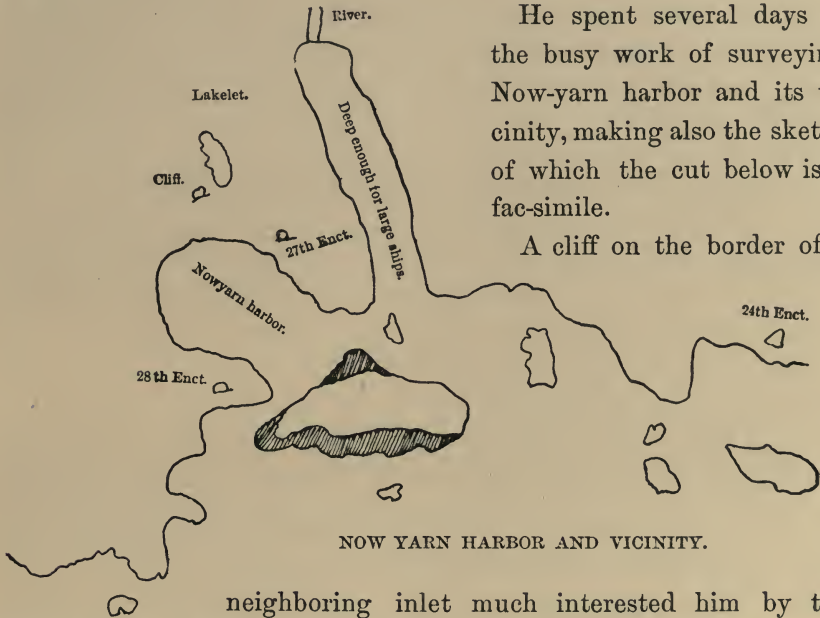 River.
He spent several days
the busy work of surveyin
Now-yarn harbor and its
cinity, making also the sket
of which the cut below is
fac-simile.
A cliff on the border of
Lakelet.
Cliff.
Deep enough for large ships.
27th Enct.
Nowyarn harbor.
24th Enct.
28th Enct.
NOW YARN HARBOR AND VICINITY.
neighboring inlet much interested him by t